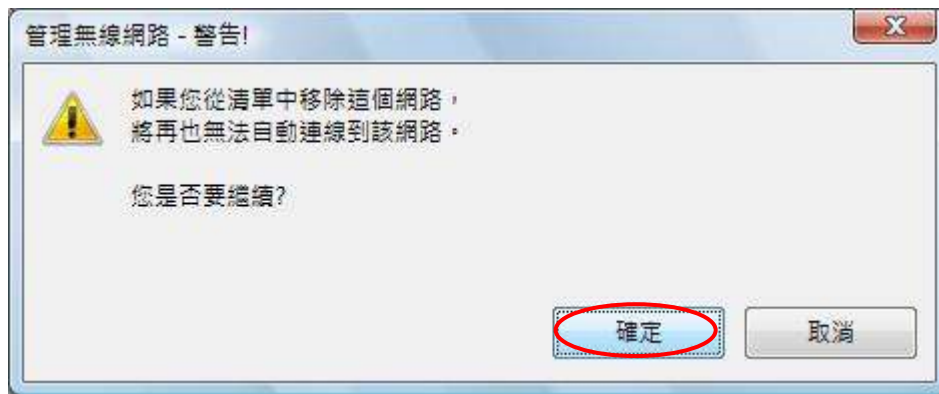 管理無線網路 - 警告!
如果您從清單中移除這個網路，
將再也無法自動連線到該網路。
您是否要繼續?
確定
取消